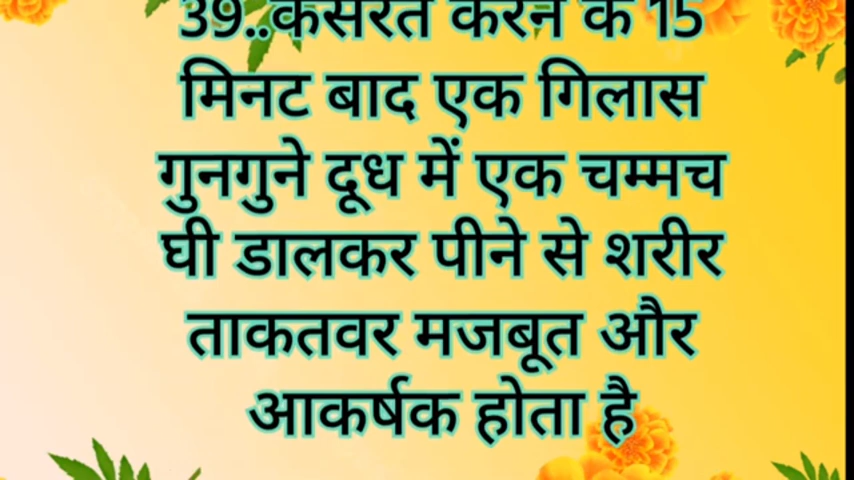 39..कसरत करने के 15
मिनट बाद एक गिलास
गुनगुने दूध में एक चम्मच
घी डालकर पीने से शरीर
ताकतवर मजबूत और
आकर्षक होता है